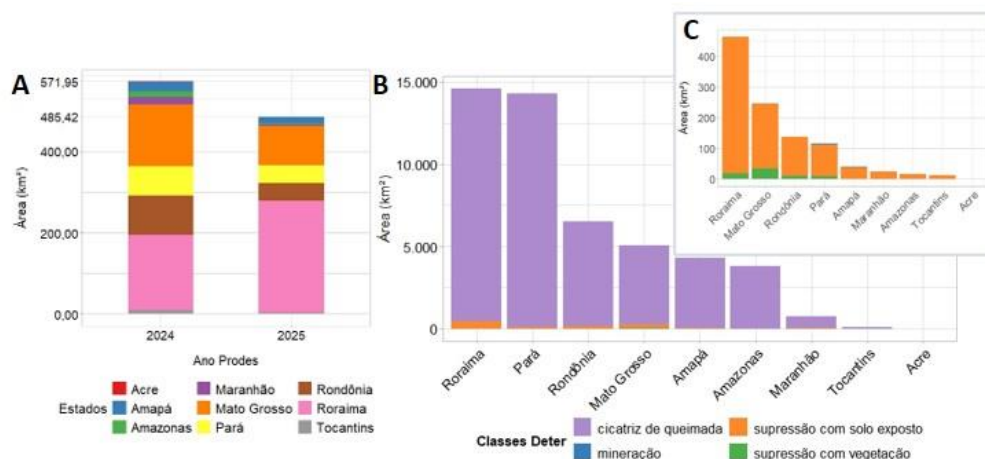 A
Área (km²)
571.95
485.42
400,00
200,00
0,00
2024
2025
Ano Prodes
Estados
Acre
Amapá
Amazonas
Maranhão
Mato Grosso
Pará
Rondônia
Roraima
Tocantins
B
Área (km²)
15.000
10.000
5.000
0
Roraima
Pará
Rondônia
Mato Grosso
Amapá
Amazonas
Maranhão
Tocantins
Acre
Classes Deter
cicatriz de queimada
mineração
supressão com solo exposto
supressão com vegetação
C
Área (km²)
400
300
200
100
0
Roraima
Mato Grosso
Rondônia
Pará
Amapá
Maranhão
Amazonas
Tocantins
Acre